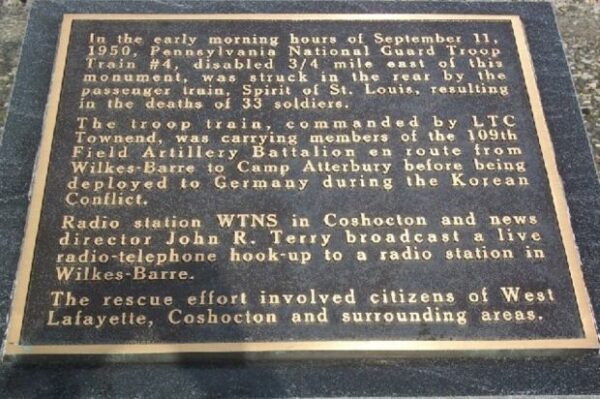 In the early morning hours of September 11,
1950, Pennsylvania National Guard Troop
Train #4, disabled 3/4 mile east of this
monument, was struck in the rear by the
passenger train, Spirit of St. Louis, resulting
in the deaths of 33 soldiers.
The troop train, commanded by LTC
Townend, was carrying members of the 109th
Field Artillery Battalion en route from
Wilkes-Barre to Camp Atterbury before being
deployed to Germany during the Korean
Conflict.
Radio station WTNS in Coshocton and news
director John R. Terry broadcast a live
radio-telephone hook-up to a radio station in
Wilkes-Barre.
The rescue effort involved citizens of West
Lafayette, Coshocton and surrounding areas.